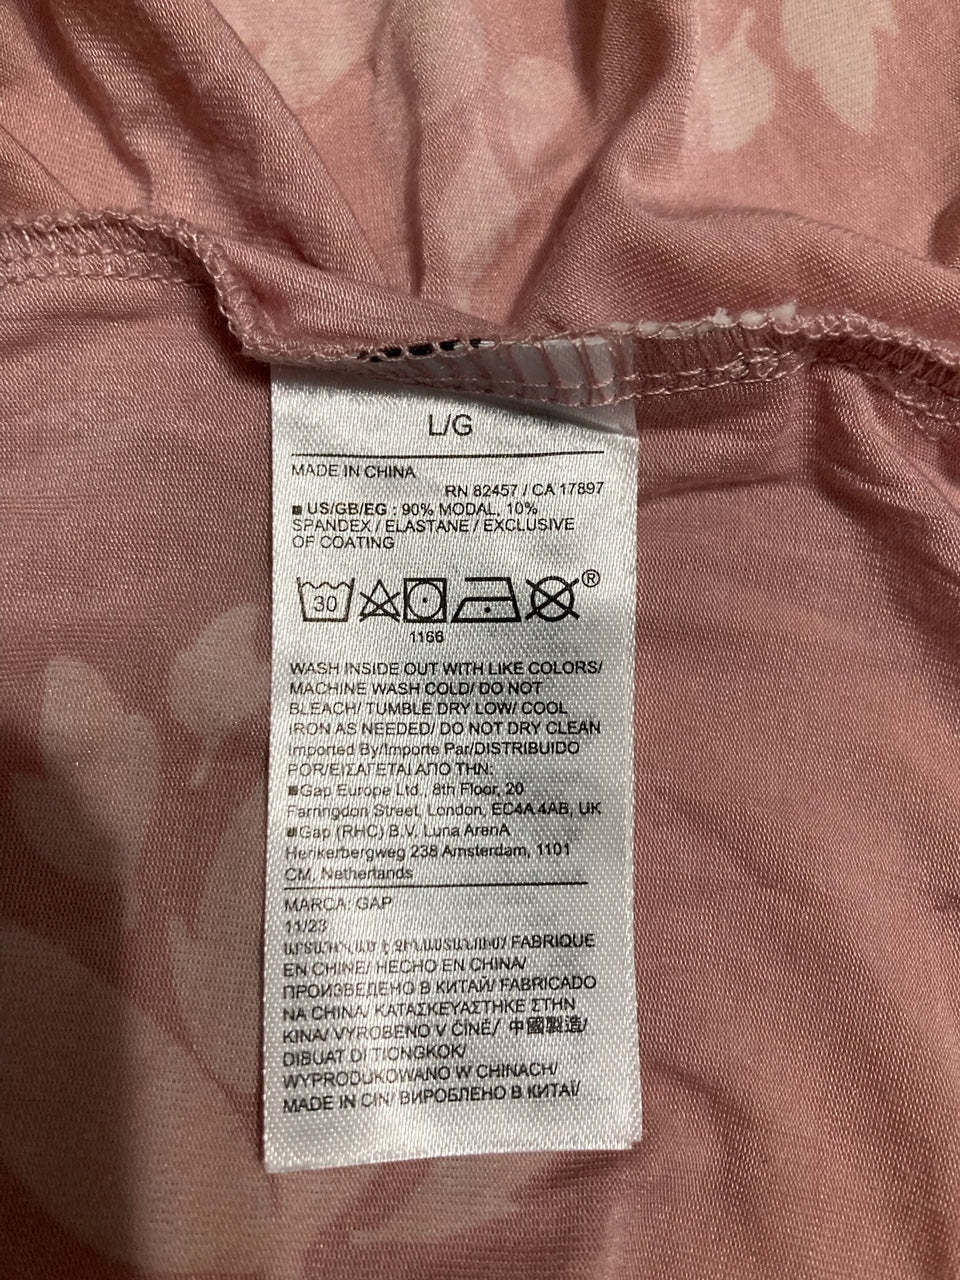 L/G
MADE IN CHINA
RN 82457 / CA 17897
■ US/GB/EG : 90% MODAL, 10%
SPANDEX / ELASTANE / EXCLUSIVE
OF COATING
30
®
1166
WASH INSIDE OUT WITH LIKE COLORS/
MACHINE WASH COLD/ DO NOT
BLEACH/ TUMBLE DRY LOW/ COOL
IRON AS NEEDED/ DO NOT DRY CLEAN
Imported By/Importe Par/DISTRIBUIDO
POR/ΕΙΣΑΓΕΤΑΙ ΑΠΟ ΤΗΝ:
■Gap Europe Ltd., 8th Floor, 20
Farringdon Street, London, EC4A 4AB, UK
■Gap (RHC) B.V. Luna ArenA
Herikerbergweg 238 Amsterdam, 1101
CM, Netherlands
MARCA: GAP
11/23
ԱՐՏԱԴՐՎԱԾ Է ՉԻՆԱՍՏԱՆՈՒՄ/ FABRIQUE
EN CHINE/ HECHO EN CHINA/
ПРОИЗВЕДЕНО В КИТАЙ/ FABRICADO
NA CHINA/ ΚΑΤΑΣΚΕΥΑΣΤΗΚΕ ΣΤΗΝ
ΚΙΝΑ/ VYROBENO V ČÍNĚ/ 中國製造/
DIBUAT DI TIONGKOK/
WYPRODUKOWANO W CHINACH/
MADE IN CIN/ ВИРОБЛЕНО В КИТАЇ/